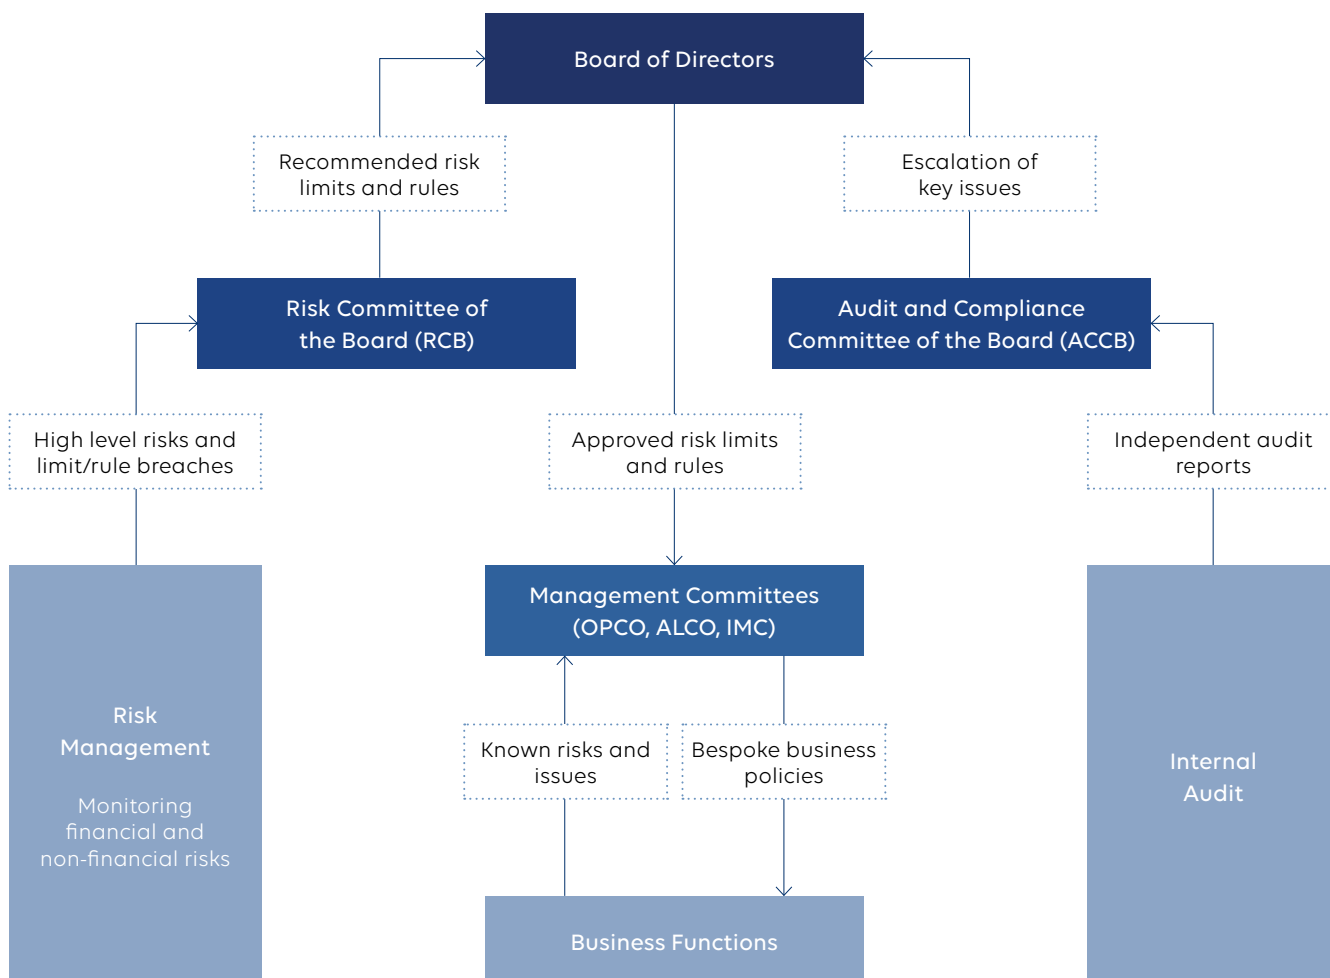 Board of Directors
Recommended risk
limits and rules
Escalation of
key issues
Risk Committee of
the Board (RCB)
Audit and Compliance
Committee of the Board (ACCB)
High level risks and
limit/rule breaches
Approved risk limits
and rules
Independent audit
reports
Management Committees
(OPCO, ALCO, IMC)
Risk
Management
Monitoring
financial and
non-financial risks
Known risks and
issues
Bespoke business
policies
Internal
Audit
Business Functions